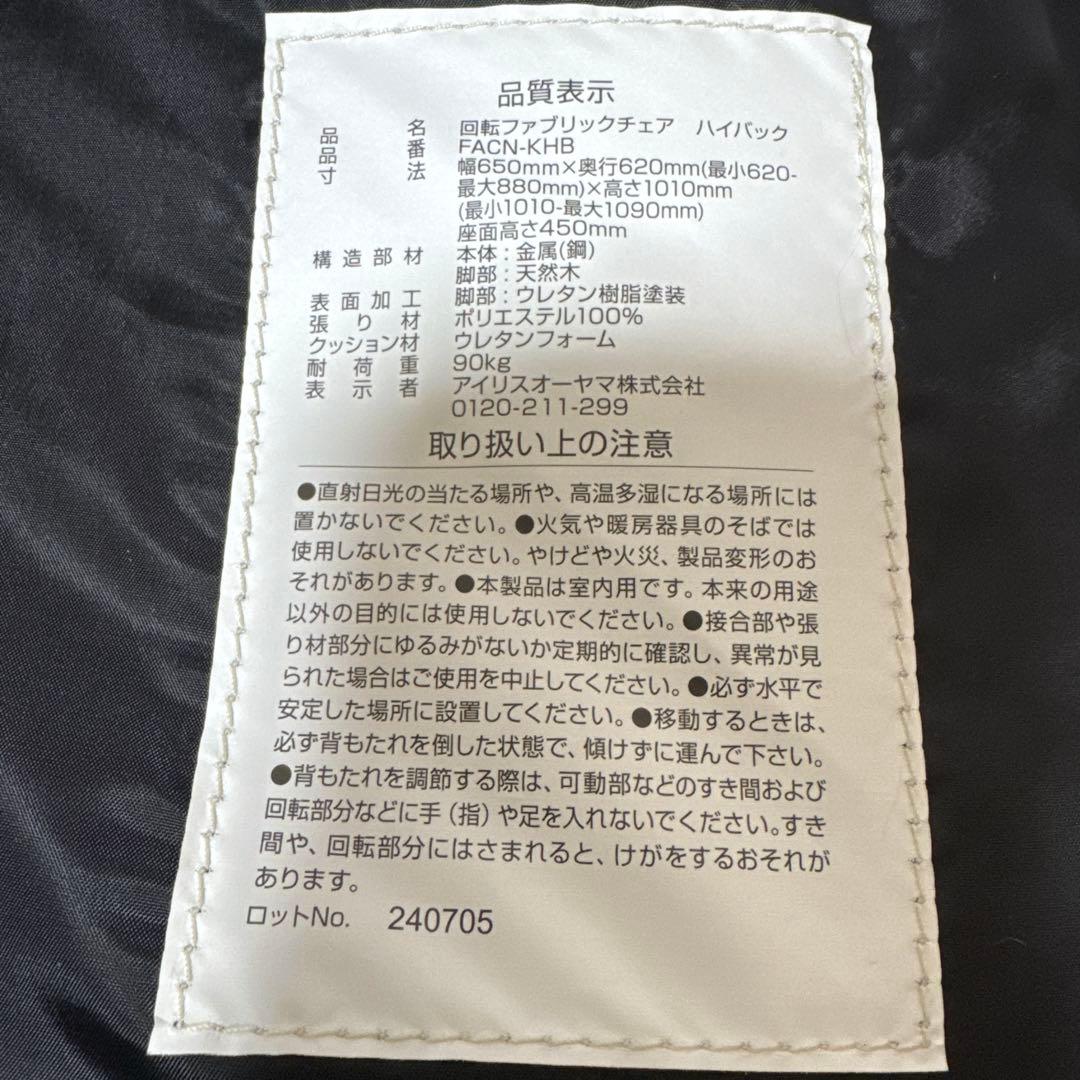 品質表示
品名 回転ファブリックチェア ハイバック
品番 FACN-KHB
寸法 幅650mm×奥行620mm(最小620-
最大880mm)×高さ1010mm
(最小1010-最大1090mm)
座面高さ450mm
構造部材 本体：金属(鋼)
脚部：天然木
表面加工 脚部：ウレタン樹脂塗装
張り材 ポリエステル100%
クッション材 ウレタンフォーム
耐荷重 90kg
表示者 アイリスオーヤマ株式会社
0120-211-299
取り扱い上の注意
●直射日光の当たる場所や、高温多湿になる場所には
置かないでください。●火気や暖房器具のそばでは
使用しないでください。やけどや火災、製品変形のお
それがあります。●本製品は室内用です。本来の用途
以外の目的には使用しないでください。●接合部や張
り材部分にゆるみがないか定期的に確認し、異常が見
られた場合はご使用を中止してください。●必ず水平で
安定した場所に設置してください。●移動するときは、
必ず背もたれを倒した状態で、傾けずに運んで下さい。
●背もたれを調節する際は、可動部などのすき間および
回転部分などに手（指）や足を入れないでください。すき
間や、回転部分にはさまれると、けがをするおそれが
あります。
ロットNo. 240705